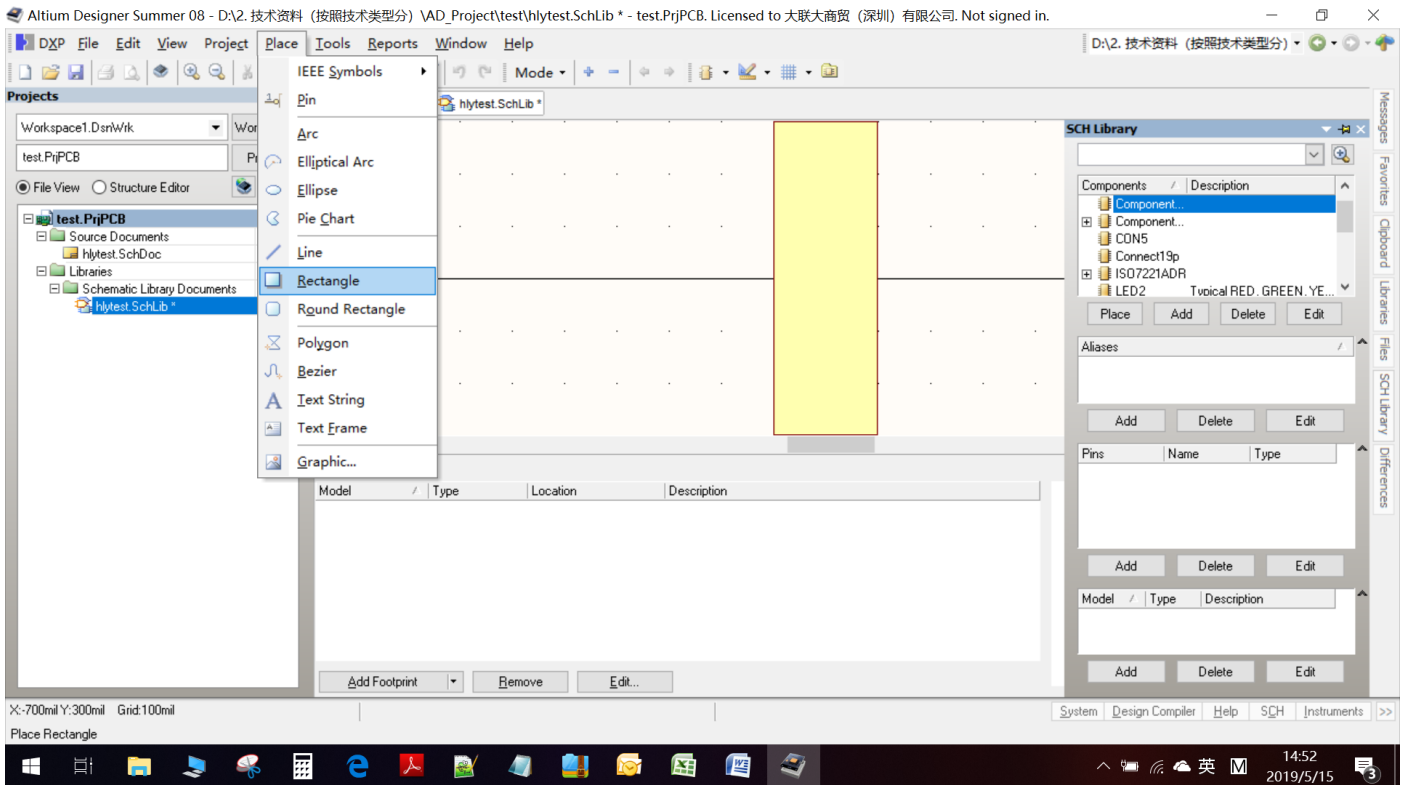 Altium Designer Summer 08 - D:\2. 技术资料（按照技术类型分）\AD_Project\test\hlytest.SchLib * - test.PrjPCB. Licensed to 大联大商贸（深圳）有限公司. Not signed in.
DXP File Edit View Project Place Tools Reports Window Help
D:\2. 技术资料（按照技术类型分）
Mode
Projects
hlytest.SchLib *
Workspace1.DsnWrk
test.PrjPCB
File View Structure Editor
test.PrjPCB
Source Documents
hlytest.SchDoc
Libraries
Schematic Library Documents
hlytest.SchLib *
IEEE Symbols
Pin
Arc
Elliptical Arc
Ellipse
Pie Chart
Line
Rectangle
Round Rectangle
Polygon
Bezier
Text String
Text Frame
Graphic...
Model Type Location Description
Add Footprint Remove Edit...
SCH Library
Components Description
Component...
Component...
CON5
Connect19p
ISO7221ADR
LED2 Typical RED, GREEN, YE...
Place Add Delete Edit
Aliases
Add Delete Edit
Pins Name Type
Add Delete Edit
Model Type Description
Add Delete Edit
Messages
Favorites
Clipboard
Libraries
Files
SCH Library
Differences
X:-700mil Y:300mil Grid:100mil
System Design Compiler Help SCH Instruments >>
Place Rectangle
英 M
14:52
2019/5/15
3